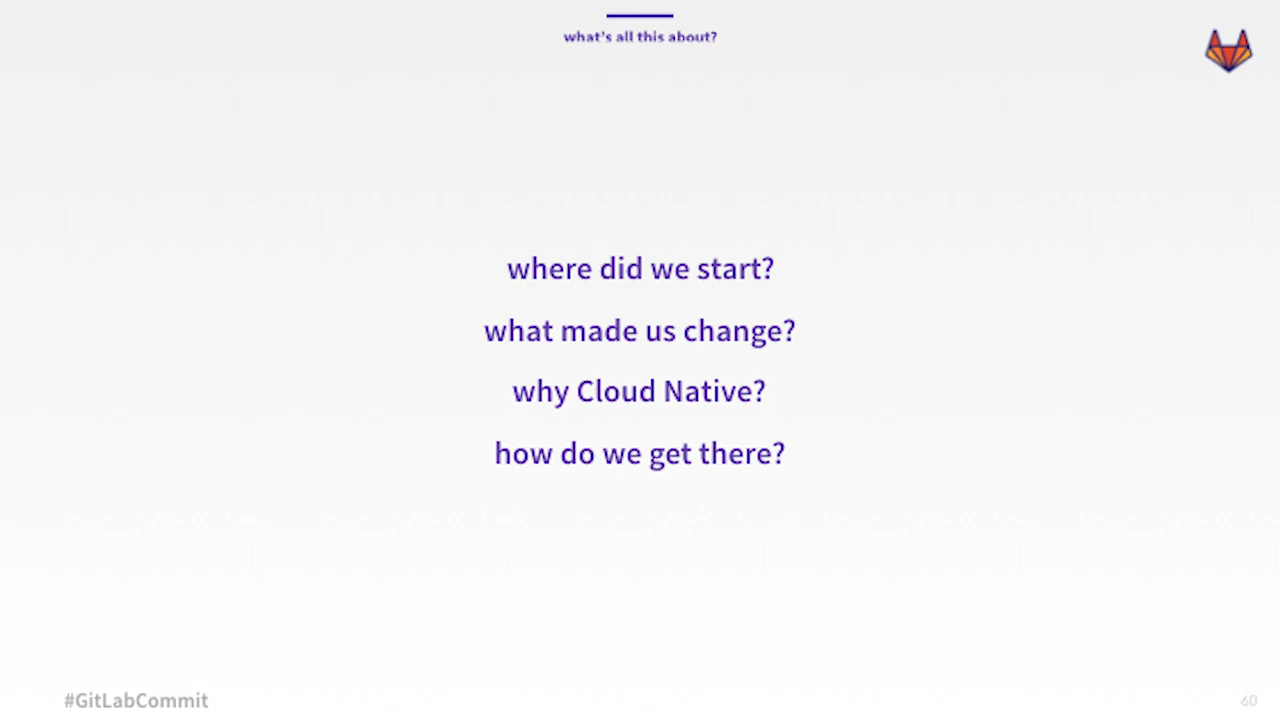 what's all this about?
where did we start?
what made us change?
why Cloud Native?
how do we get there?
#GitLabCommit
60